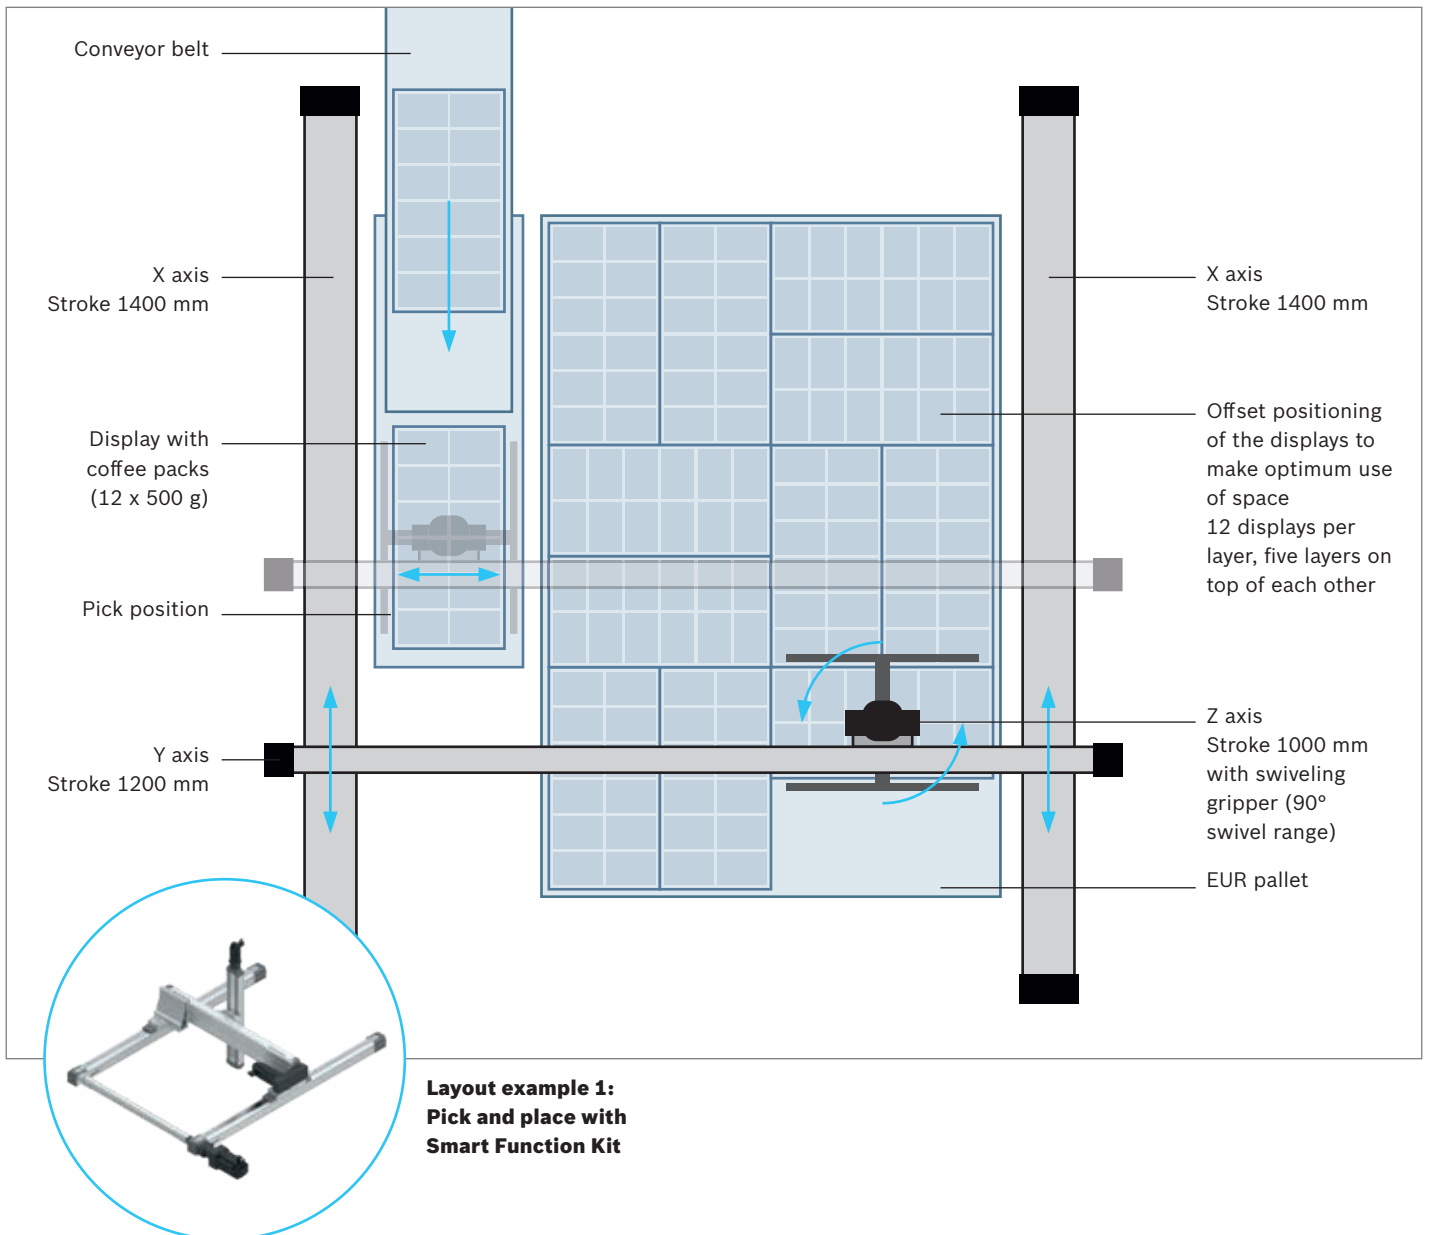 Conveyor belt
X axis
Stroke 1400 mm
Display with
coffee packs
(12 x 500 g)
Pick position
Y axis
Stroke 1200 mm
X axis
Stroke 1400 mm
Offset positioning
of the displays to
make optimum use
of space
12 displays per
layer, five layers on
top of each other
Z axis
Stroke 1000 mm
with swiveling
gripper (90°
swivel range)
EUR pallet
Layout example 1:
Pick and place with
Smart Function Kit